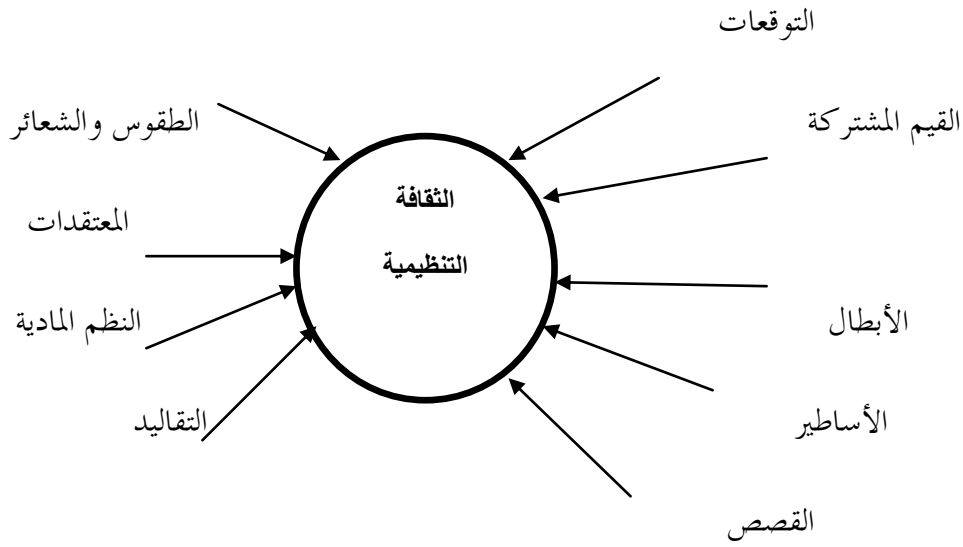 التوقعات
الطقوس والشعائر
القيم المشتركة
الثقافة
التنظيمية
المعتقدات
النظم المادية
الأبطال
التقاليد
الأساطير
القصص